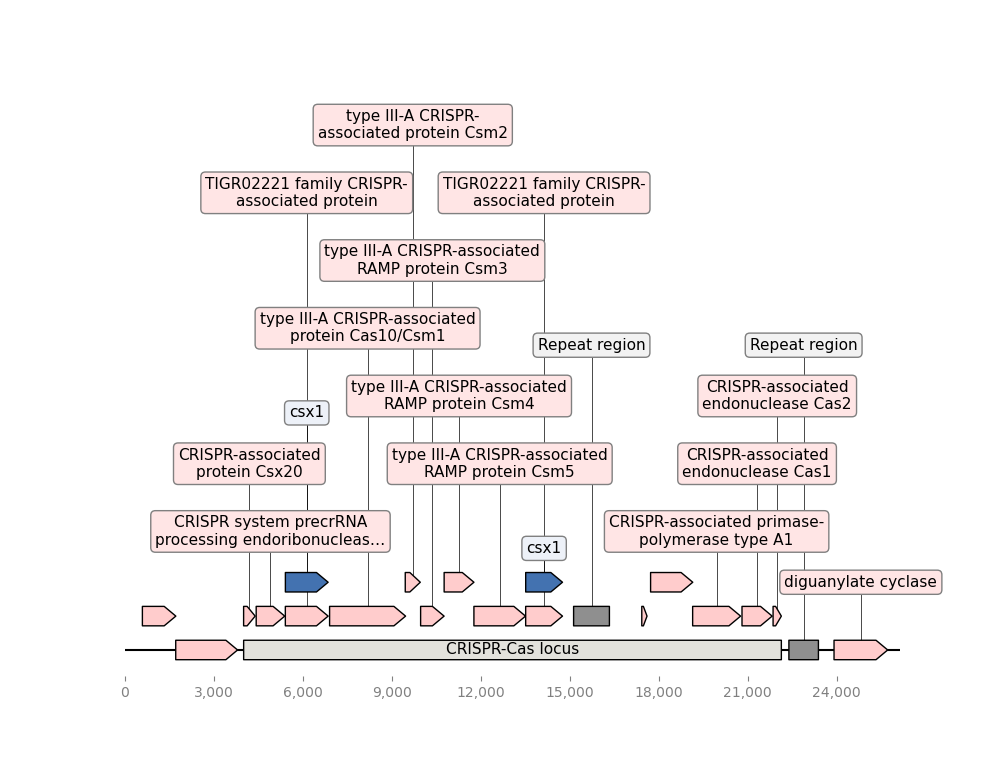 type III-A CRISPR-
associated protein Csm2
TIGR02221 family CRISPR-
associated protein
TIGR02221 family CRISPR-
associated protein
type III-A CRISPR-associated
RAMP protein Csm3
type III-A CRISPR-associated
protein Cas10/Csm1
Repeat region
Repeat region
type III-A CRISPR-associated
RAMP protein Csm4
CRISPR-associated
endonuclease Cas2
csx1
CRISPR-associated
protein Csx20
type III-A CRISPR-associated
RAMP protein Csm5
CRISPR-associated
endonuclease Cas1
CRISPR system precrRNA
processing endoribonucleas...
CRISPR-associated primase-
polymerase type A1
csx1
diguanylate cyclase
CRISPR-Cas locus
0 3,000 6,000 9,000 12,000 15,000 18,000 21,000 24,000